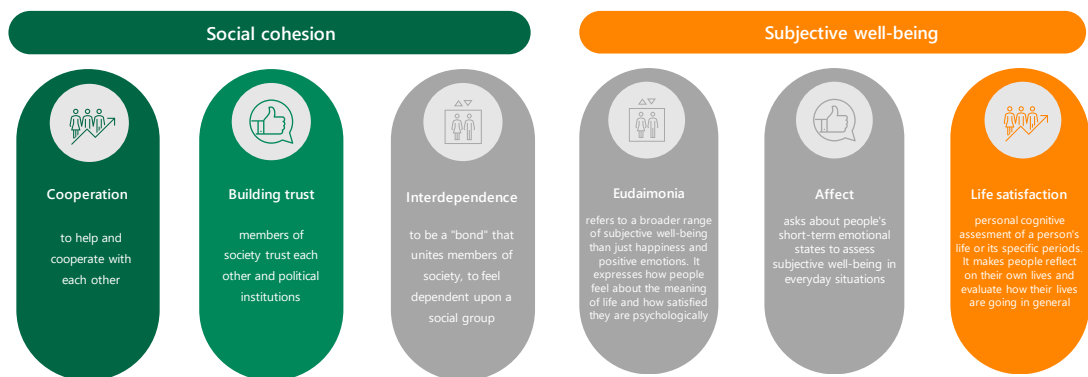 Social cohesion
Subjective well-being
Cooperation
to help and
cooperate with
each other
Building trust
members of
society trust each
other and political
institutions
Interdependence
to be a "bond" that
unites members of
society, to feel
dependent upon a
social group
Eudaimonia
refers to a broader range
of subjective well-being
than just happiness and
positive emotions. It
expresses how people
feel about the meaning
of life and how satisfied
they are psychologically
Affect
asks about people's
short-term emotional
states to assess
subjective well-being in
everyday situations
Life satisfaction
personal cognitive
assesment of a person's
life or its specific periods.
It makes people reflect
on their own lives and
evaluate how their lives
are going in general